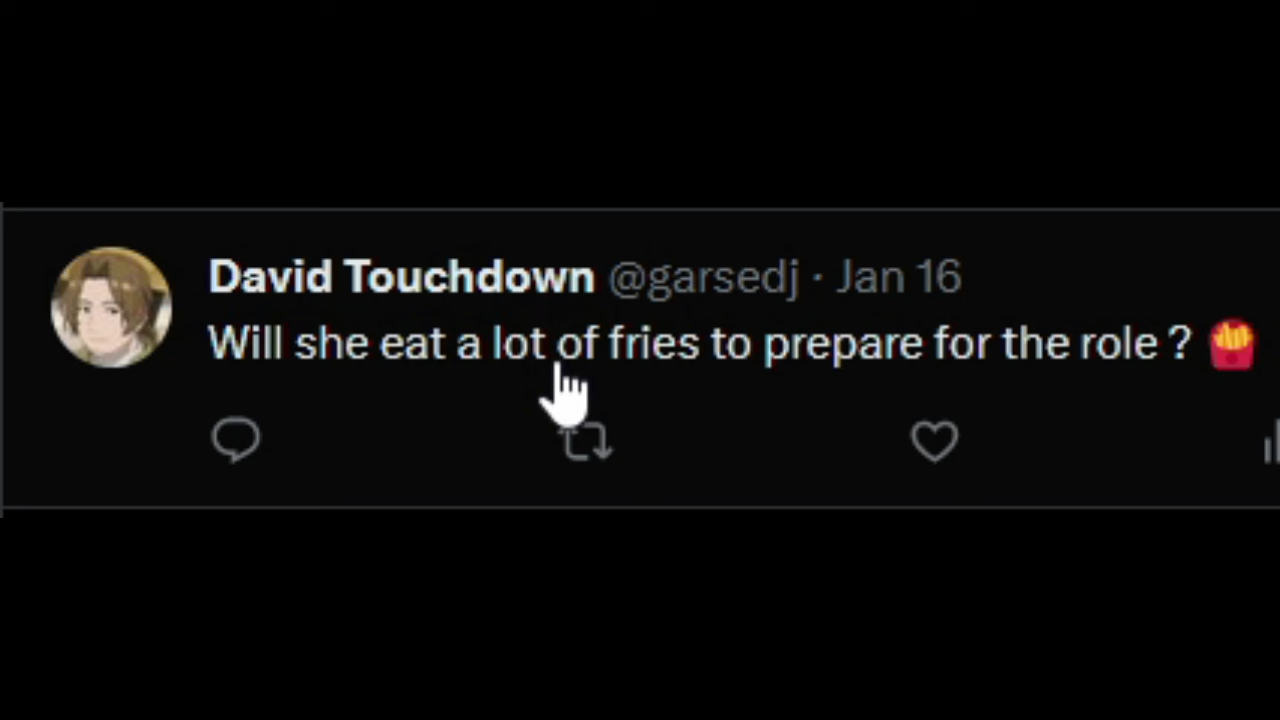 David Touchdown @garsedj · Jan 16
Will she eat a lot of fries to prepare for the role ? 🍟